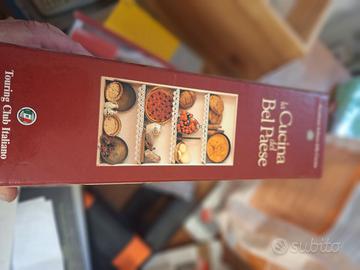 la Cucina
del
Bel Paese
Touring Club Italiano
subito